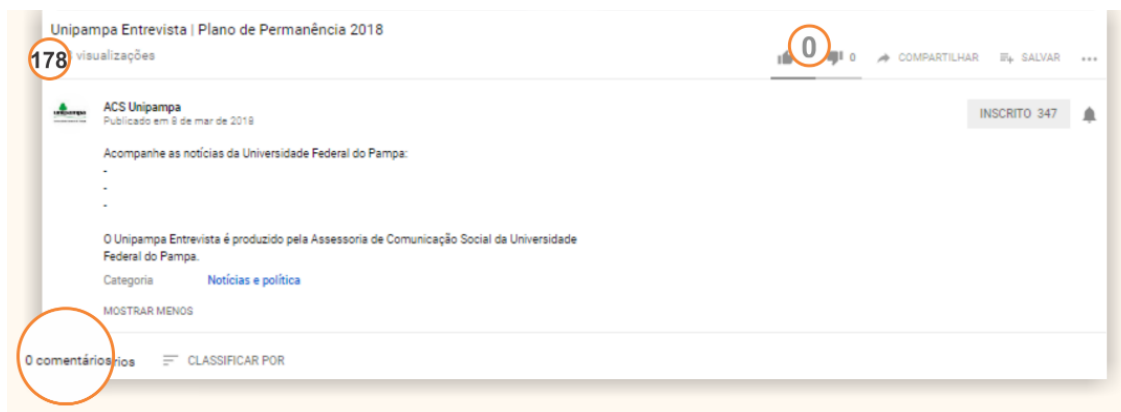 Unipampa Entrevista | Plano de Permanência 2018
178 visualizações
0 0 COMPARTILHAR SALVAR
unipampa
ACS Unipampa
Publicado em 8 de mar de 2018
INSCRITO 347
Acompanhe as notícias da Universidade Federal do Pampa:
-
-
-
O Unipampa Entrevista é produzido pela Assessoria de Comunicação Social da Universidade
Federal do Pampa.
Categoria Notícias e política
MOSTRAR MENOS
0 comentários rios CLASSIFICAR POR